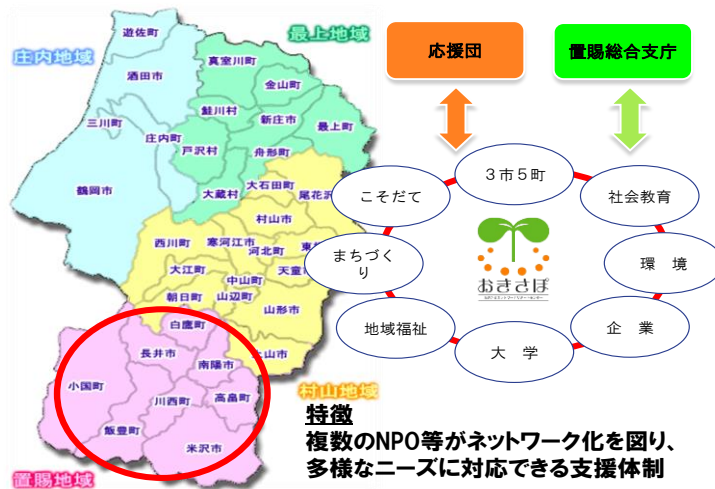 庄内地域
遊佐町
酒田市
三川町
庄内町
鶴岡市
最上地域
真室川町
金山町
鮭川村
新庄市
最上町
戸沢村
舟形町
大蔵村
大石田町
尾花沢
村山市
西川町
寒河江市
河北町
東
天童市
大江町
中山町
朝日町
山辺町
山形市
上山市
村山地域
白鷹町
長井市
南陽市
小国町
川西町
高畠町
飯豊町
米沢市
置賜地域
応援団
置賜総合支庁
3市5町
こそだて
社会教育
まちづく
り
環 境
地域福祉
企 業
大 学
おきさぽ
特徴
複数のNPO等がネットワーク化を図り、
多様なニーズに対応できる支援体制